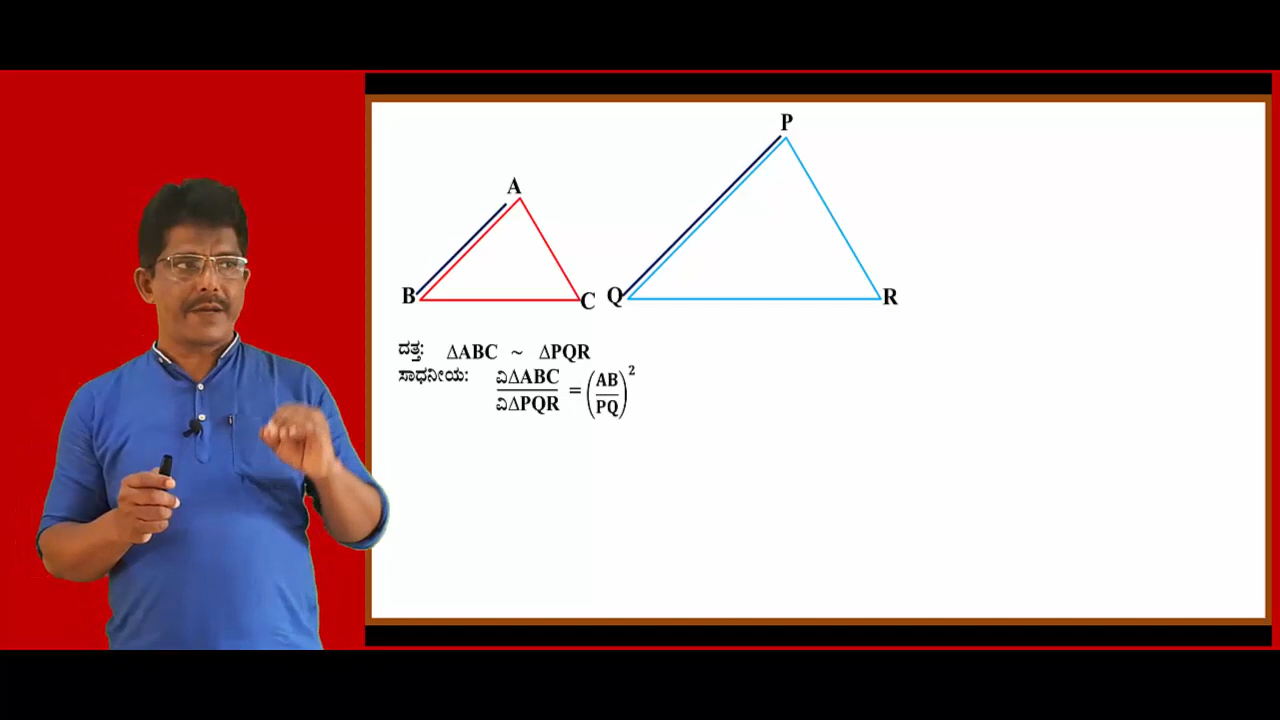 P
A
B
C
Q
R
ದತ್ತ: ΔABC ~ ΔPQR
ಸಾಧನೀಯ: ವಿΔABC / ವಿΔPQR = (AB / PQ)²